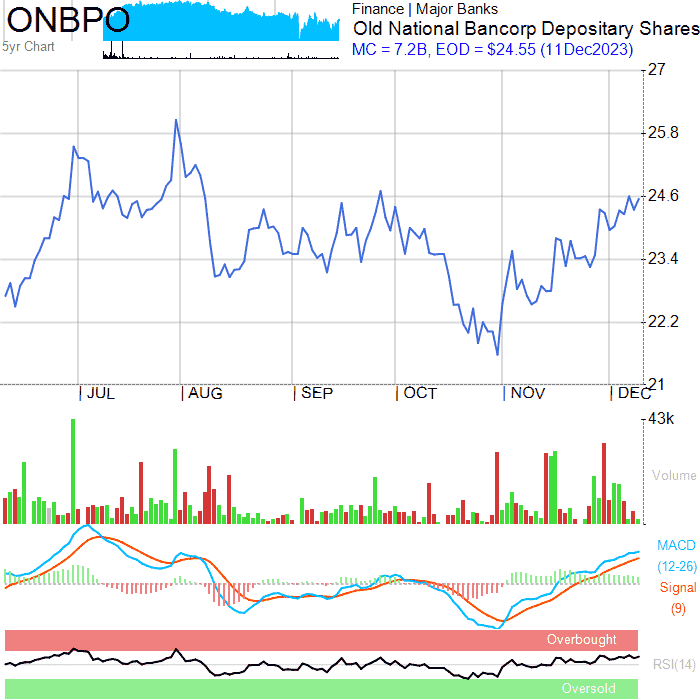 ONBPO
5yr Chart
Finance | Major Banks
Old National Bancorp Depositary Shares
MC = 7.2B, EOD = $24.55 (11Dec2023)
27
25.8
24.6
23.4
22.2
21
| JUL | AUG | SEP | OCT | NOV | DEC
43k
Volume
MACD
(12-26)
Signal
(9)
Overbought
RSI(14)
Oversold